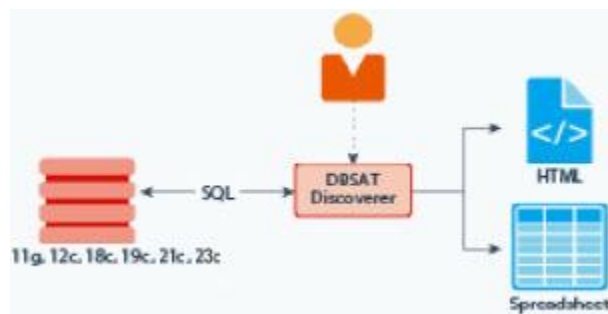 </>
HTML
DBSAT
Discoverer
SQL
11g, 12c, 18c, 19c, 21c, 23c
Spreadsheet